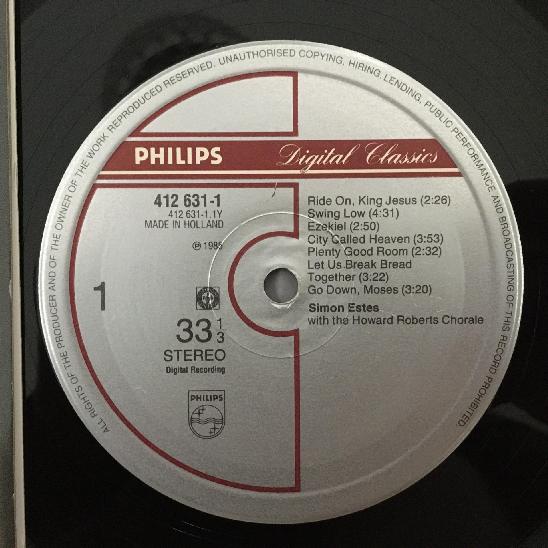 ALL RIGHTS OF THE PRODUCER AND OF THE OWNER OF THE WORK REPRODUCED RESERVED. UNAUTHORISED COPYING, HIRING, LENDING, PUBLIC PERFORMANCE AND BROADCASTING OF THIS RECORD PROHIBITED.
PHILIPS Digital Classics
412 631-1
412 631-1.1Y
MADE IN HOLLAND
℗ 1985
1
33 1/3
STEREO
Digital Recording
PHILIPS
Ride On, King Jesus (2:26)
Swing Low (4:31)
Ezekiel (2:50)
City Called Heaven (3:53)
Plenty Good Room (2:32)
Let Us Break Bread
Together (3:22)
Go Down, Moses (3:20)
Simon Estes
with the Howard Roberts Chorale